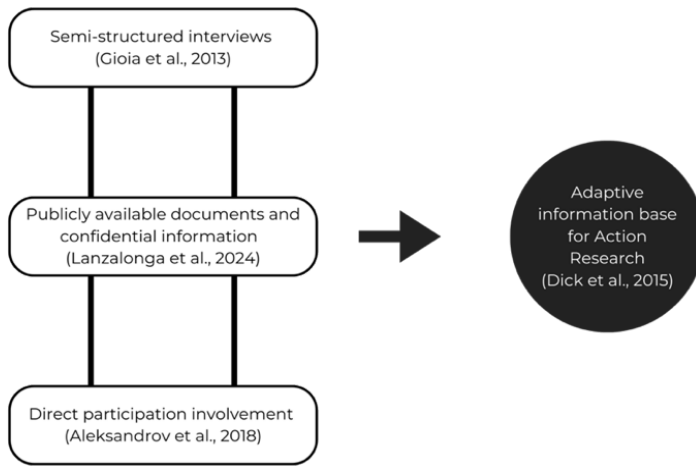 Semi-structured interviews
(Gioia et al., 2013)
Publicly available documents and
confidential information
(Lanzalonga et al., 2024)
Direct participation involvement
(Aleksandrov et al., 2018)
Adaptive
information base
for Action
Research
(Dick et al., 2015)